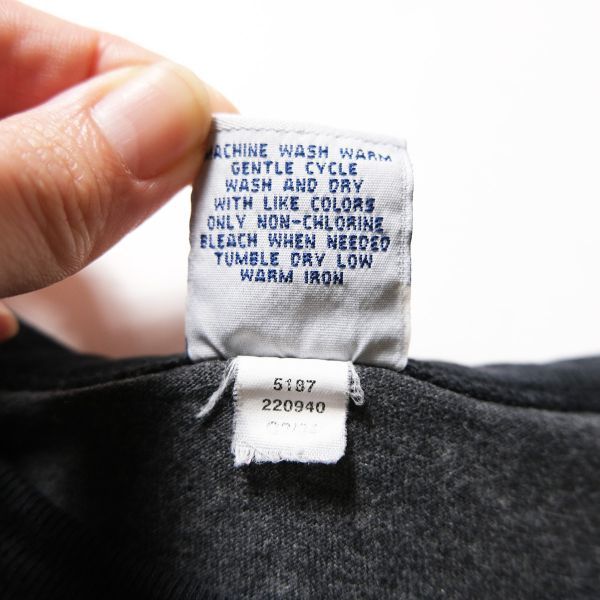 MACHINE WASH WARM
GENTLE CYCLE
WASH AND DRY
WITH LIKE COLORS
ONLY NON-CHLORINE
BLEACH WHEN NEEDED
TUMBLE DRY LOW
WARM IRON
5187
220940